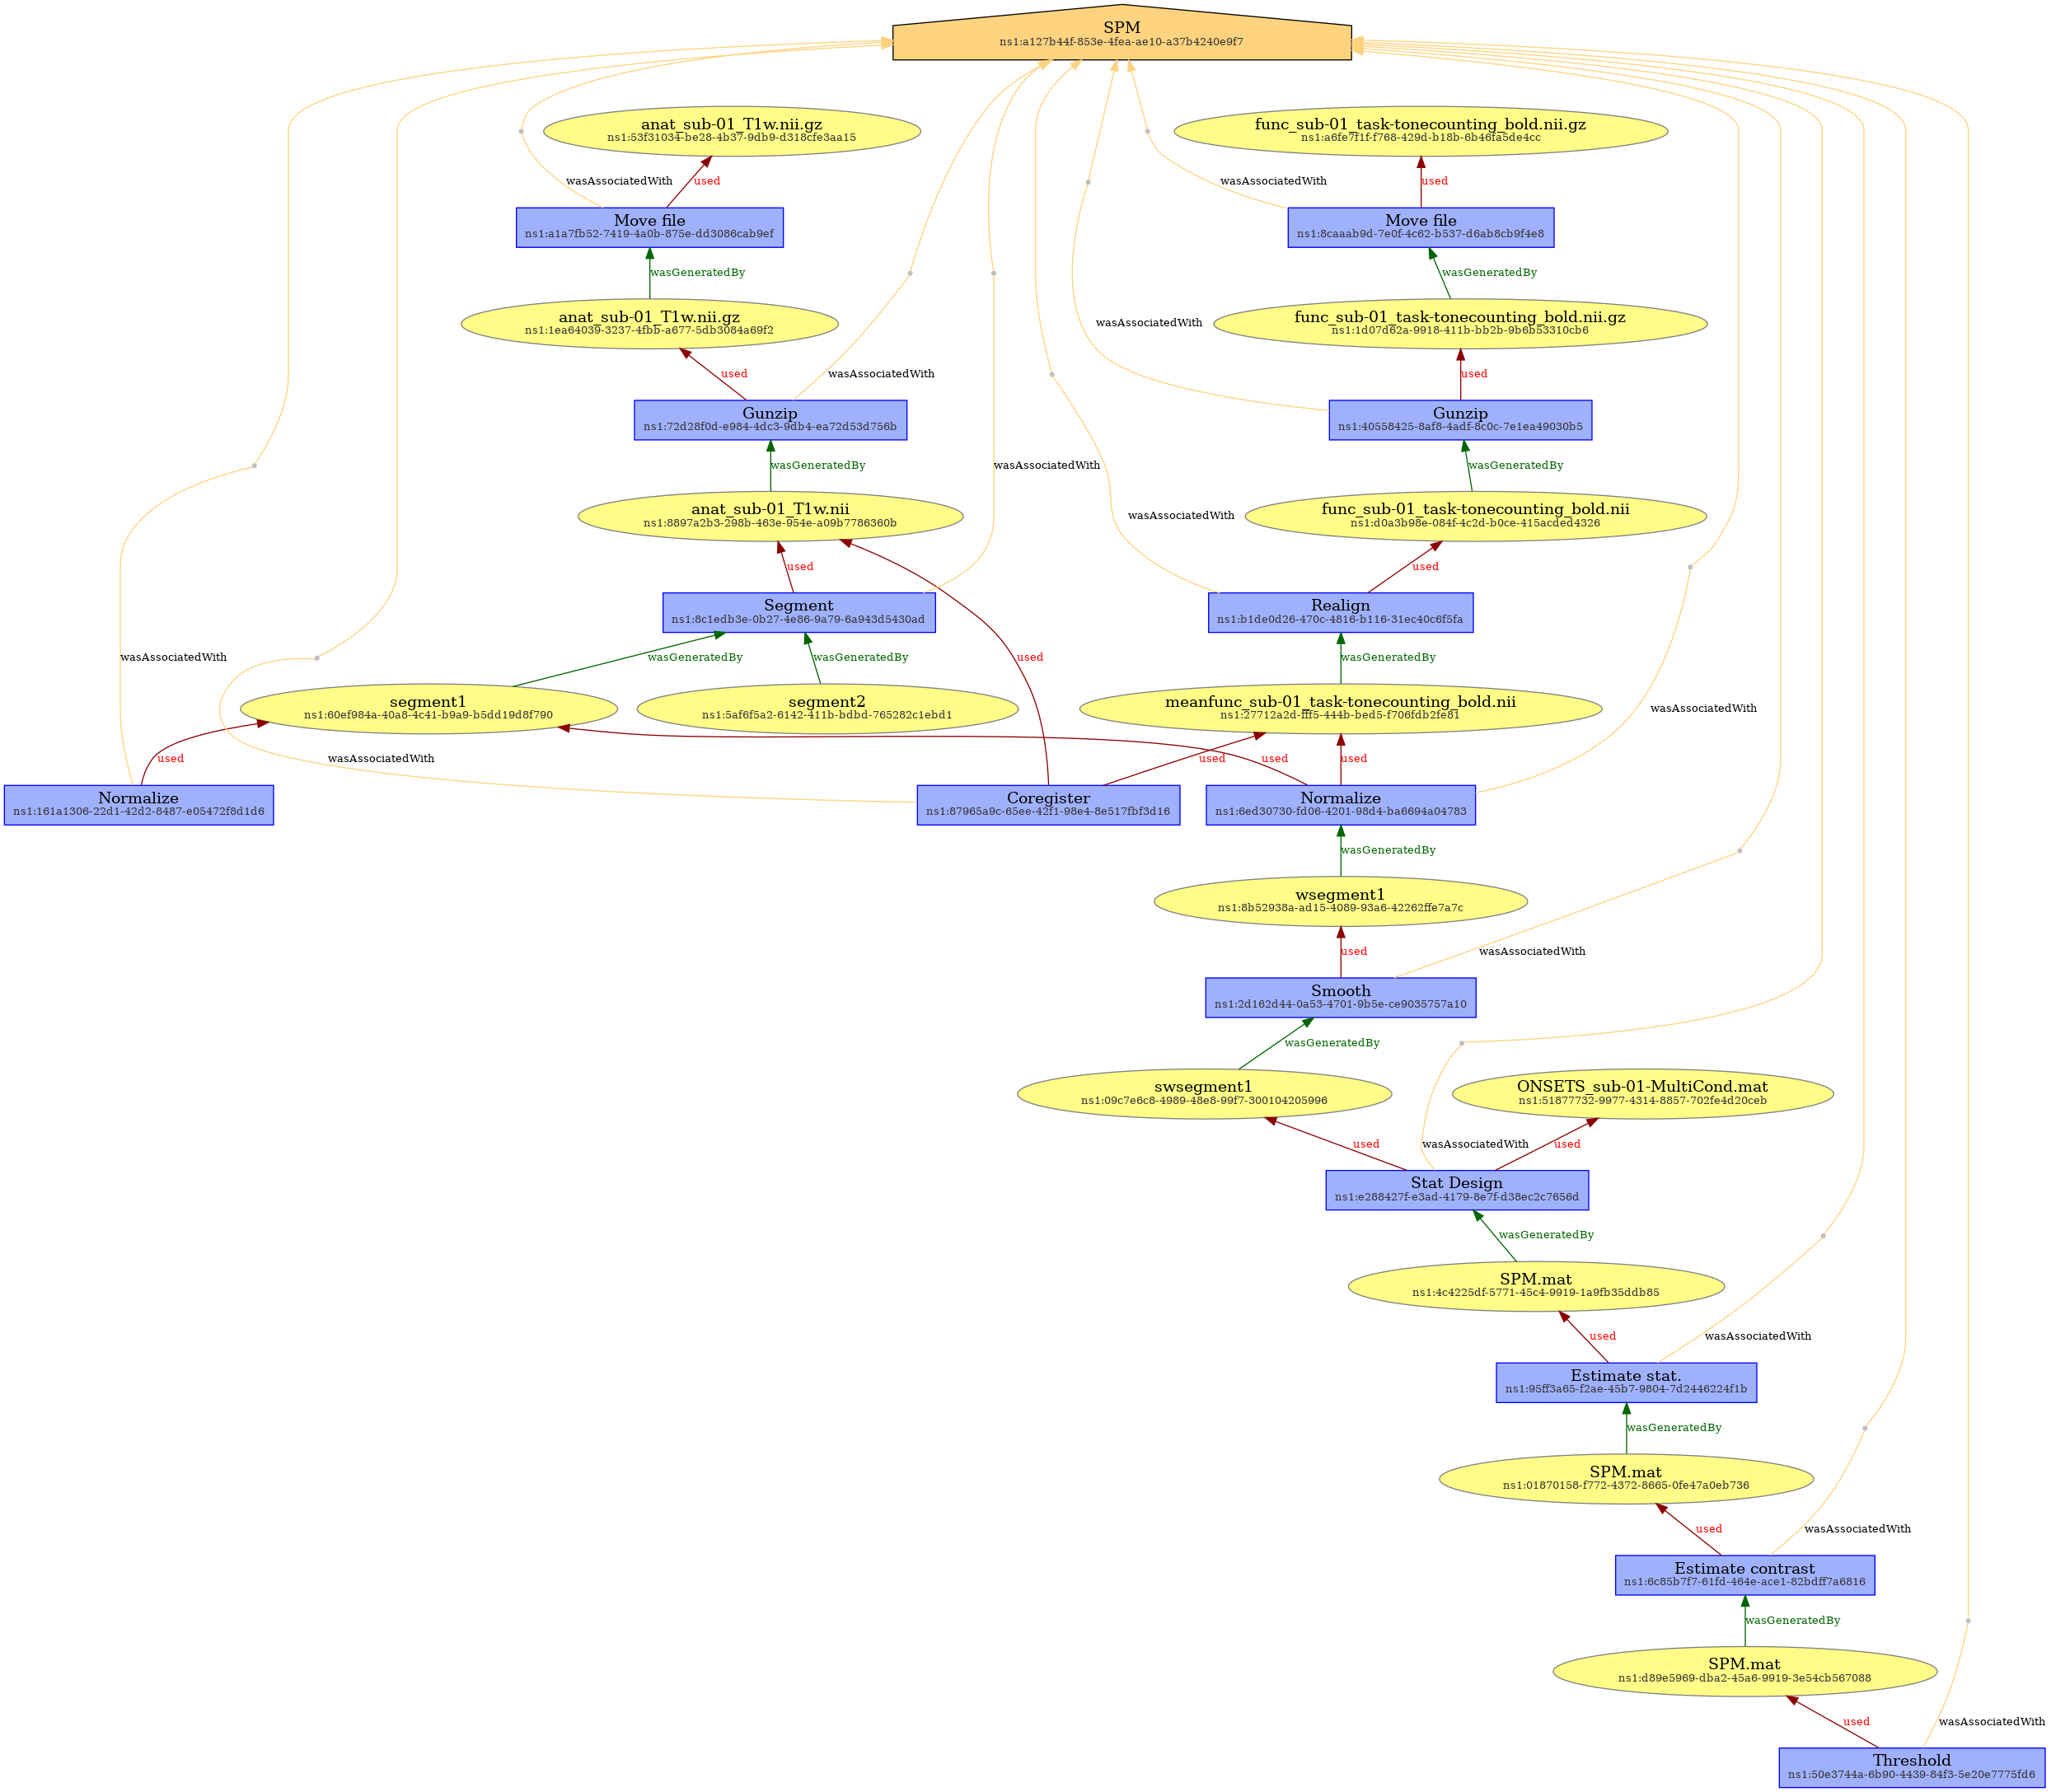 SPM
ns1:a127b44f-853e-4fea-ae10-a37b4240e9f7
anat_sub-01_T1w.nii.gz
ns1:53f31034-be28-4b37-9db9-d318cfe3aa15
func_sub-01_task-tonecounting_bold.nii.gz
ns1:a6fe7f1f-f768-429d-b18b-6b46fa5de4cc
wasAssociatedWith
used
wasAssociatedWith
used
Move file
ns1:a1a7fb52-7419-4a0b-875e-dd3086cab9ef
Move file
ns1:8caaab9d-7e0f-4c62-b537-d6ab8cb9f4e8
wasGeneratedBy
wasGeneratedBy
anat_sub-01_T1w.nii.gz
ns1:1ea64039-3237-4fbb-a677-5db3084a69f2
wasAssociatedWith
func_sub-01_task-tonecounting_bold.nii.gz
ns1:1d07d62a-9918-411b-bb2b-9b6b53310cb6
used
wasAssociatedWith
used
Gunzip
ns1:72d28f0d-e984-4dc3-9db4-ea72d53d756b
Gunzip
ns1:40558425-8af8-4adf-8c0c-7e1ea49030b5
wasGeneratedBy
wasAssociatedWith
wasGeneratedBy
anat_sub-01_T1w.nii
ns1:8897a2b3-298b-463e-954e-a09b7786360b
wasAssociatedWith
func_sub-01_task-tonecounting_bold.nii
ns1:d0a3b98e-084f-4c2d-b0ce-415acded4326
used
used
Segment
ns1:8c1edb3e-0b27-4e86-9a79-6a943d5430ad
Realign
ns1:b1de0d26-470c-4816-b116-31ec40c6f5fa
wasAssociatedWith
wasGeneratedBy
wasGeneratedBy
used
wasGeneratedBy
segment1
ns1:60ef984a-40a8-4c41-b9a9-b5dd19d8f790
segment2
ns1:5af6f5a2-6142-411b-bdbd-765282c1ebd1
meanfunc_sub-01_task-tonecounting_bold.nii
ns1:27712a2d-fff5-444b-bed5-f706fdb2fe81
wasAssociatedWith
used
wasAssociatedWith
used
used
used
Normalize
ns1:161a1306-22d1-42d2-8487-e05472f8d1d6
Coregister
ns1:87965a9c-65ee-42f1-98e4-8e517fbf3d16
Normalize
ns1:6ed30730-fd06-4201-98d4-ba6694a04783
wasGeneratedBy
wsegment1
ns1:8b52938a-ad15-4089-93a6-42262ffe7a7c
used
wasAssociatedWith
Smooth
ns1:2d162d44-0a53-4701-9b5e-ce9035757a10
wasGeneratedBy
swsegment1
ns1:09c7e6c8-4989-48e8-99f7-300104205996
ONSETS_sub-01-MultiCond.mat
ns1:51877732-9977-4314-8857-702fe4d20ceb
used
wasAssociatedWith
used
Stat Design
ns1:e288427f-e3ad-4179-8e7f-d38ec2c7656d
wasGeneratedBy
SPM.mat
ns1:4c4225df-5771-45c4-9919-1a9fb35ddb85
used
wasAssociatedWith
Estimate stat.
ns1:95ff3a65-f2ae-45b7-9804-7d2446224f1b
wasGeneratedBy
SPM.mat
ns1:01870158-f772-4372-8665-0fe47a0eb736
used
wasAssociatedWith
Estimate contrast
ns1:6c85b7f7-61fd-464e-ace1-82bdff7a6816
wasGeneratedBy
SPM.mat
ns1:d89e5969-dba2-45a6-9919-3e54cb567088
used
wasAssociatedWith
Threshold
ns1:50e3744a-6b90-4439-84f3-5e20e7775fd6